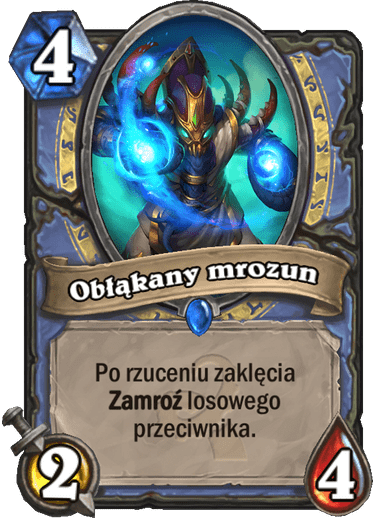 4
Obłąkany mrozun
Po rzuceniu zaklęcia
Zamroź losowego
przeciwnika.
2
4